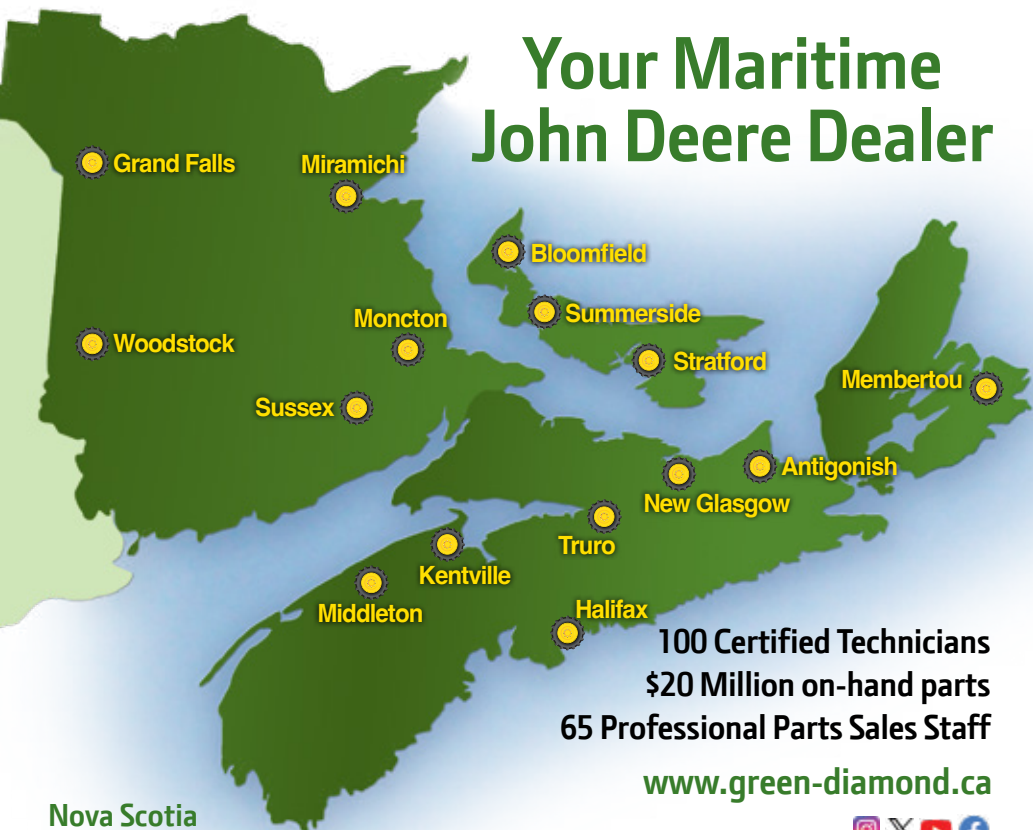 Your Maritime
John Deere Dealer
Grand Falls
Miramichi
Bloomfield
Summerside
Moncton
Woodstock
Stratford
Membertou
Sussex
Antigonish
New Glasgow
Truro
Kentville
Middleton
Halifax
100 Certified Technicians
$20 Million on-hand parts
65 Professional Parts Sales Staff
www.green-diamond.ca
Nova Scotia